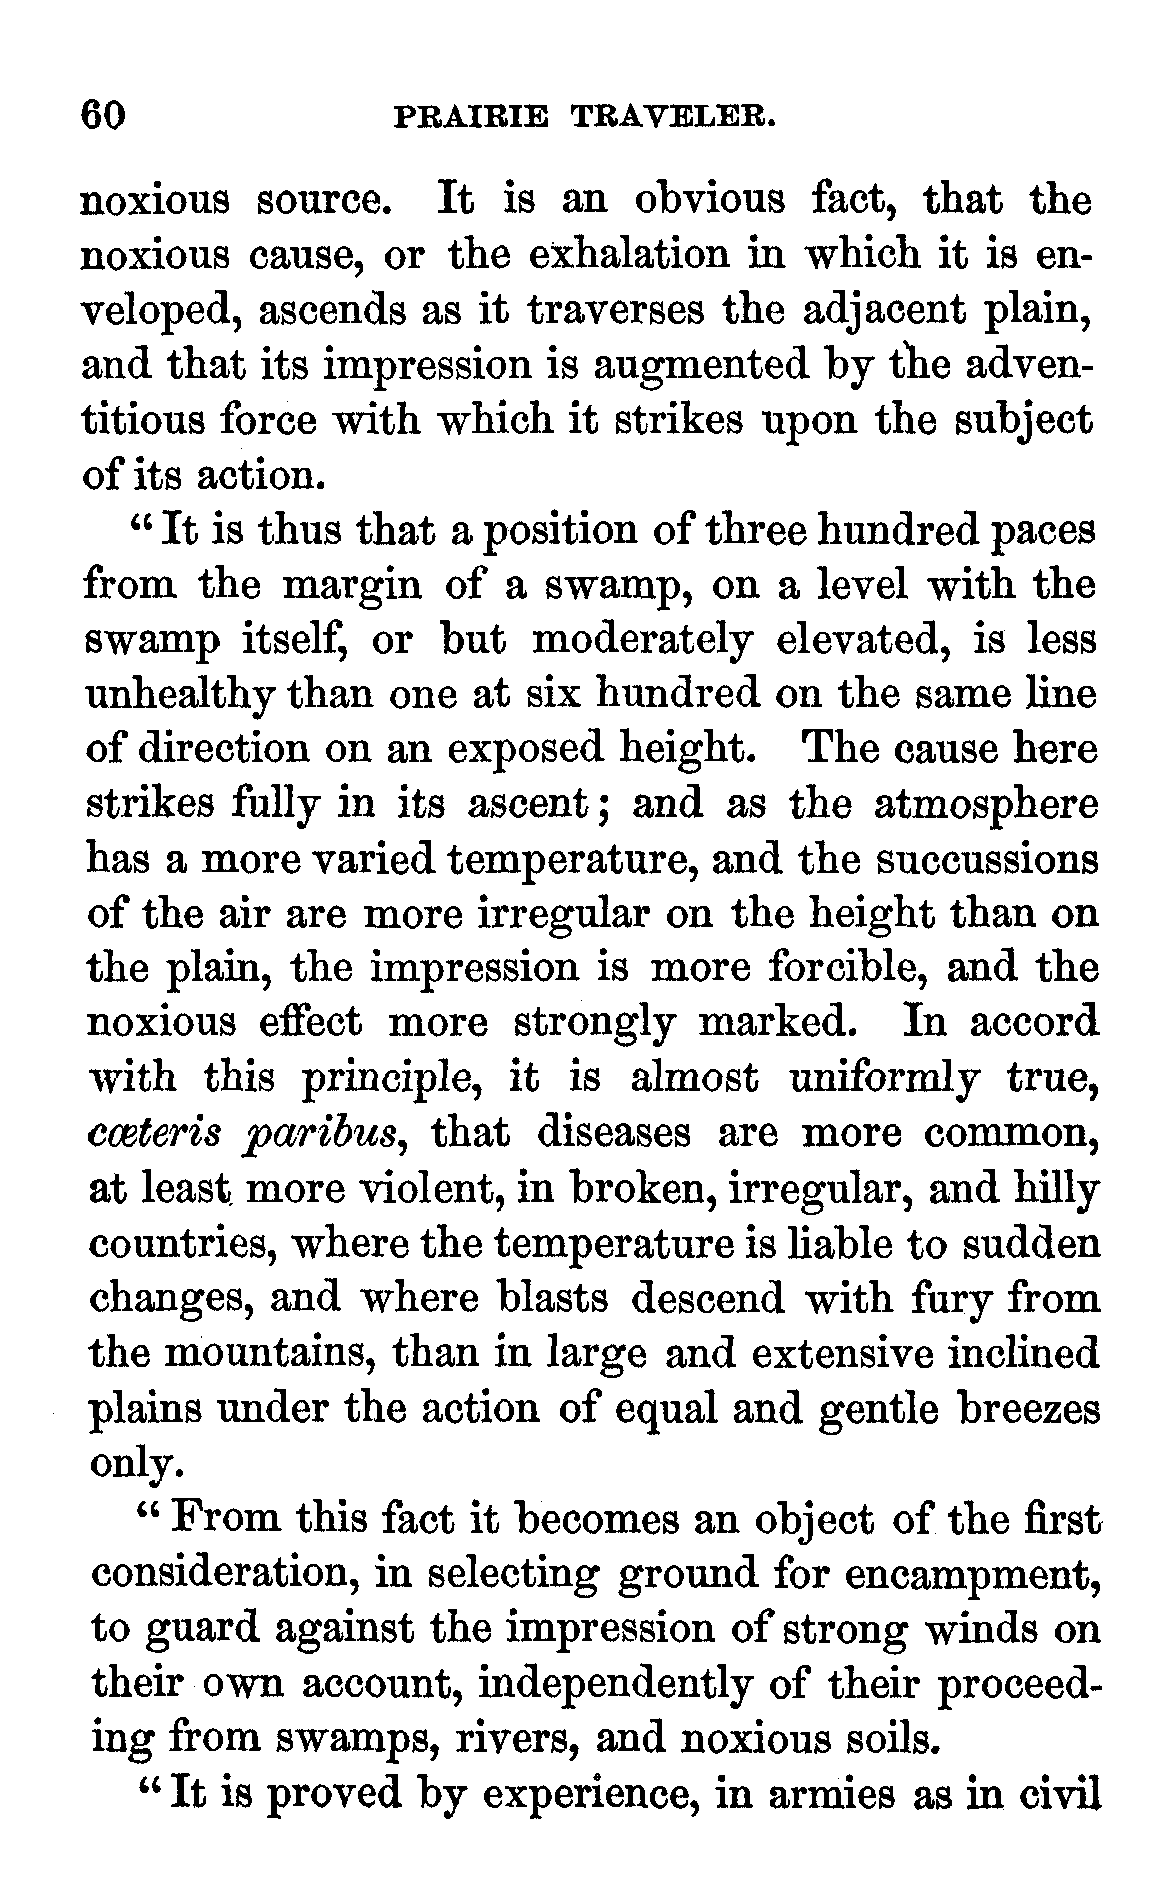 60 PRAIRIE TRAVELER.
noxious source. It is an obvious fact, that the
noxious cause, or the exhalation in which it is en-
veloped, ascends as it traverses the adjacent plain,
and that its impression is augmented by the adven-
titious force with which it strikes upon the subject
of its action.
“It is thus that a position of three hundred paces
from the margin of a swamp, on a level with the
swamp itself, or but moderately elevated, is less
unhealthy than one at six hundred on the same line
of direction on an exposed height. The cause here
strikes fully in its ascent; and as the atmosphere
has a more varied temperature, and the succussions
of the air are more irregular on the height than on
the plain, the impression is more forcible, and the
noxious effect more strongly marked. In accord
with this principle, it is almost uniformly true,
cœteris paribus, that diseases are more common,
at least more violent, in broken, irregular, and hilly
countries, where the temperature is liable to sudden
changes, and where blasts descend with fury from
the mountains, than in large and extensive inclined
plains under the action of equal and gentle breezes
only.
“From this fact it becomes an object of the first
consideration, in selecting ground for encampment,
to guard against the impression of strong winds on
their own account, independently of their proceed-
ing from swamps, rivers, and noxious soils.
“It is proved by experience, in armies as in civil